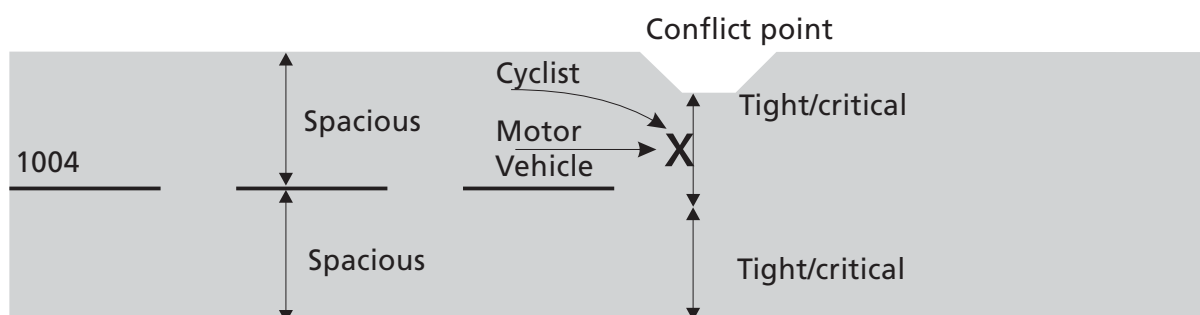 Conflict point
Cyclist
Tight/critical
Spacious
Motor
Vehicle
X
1004
Spacious
Tight/critical